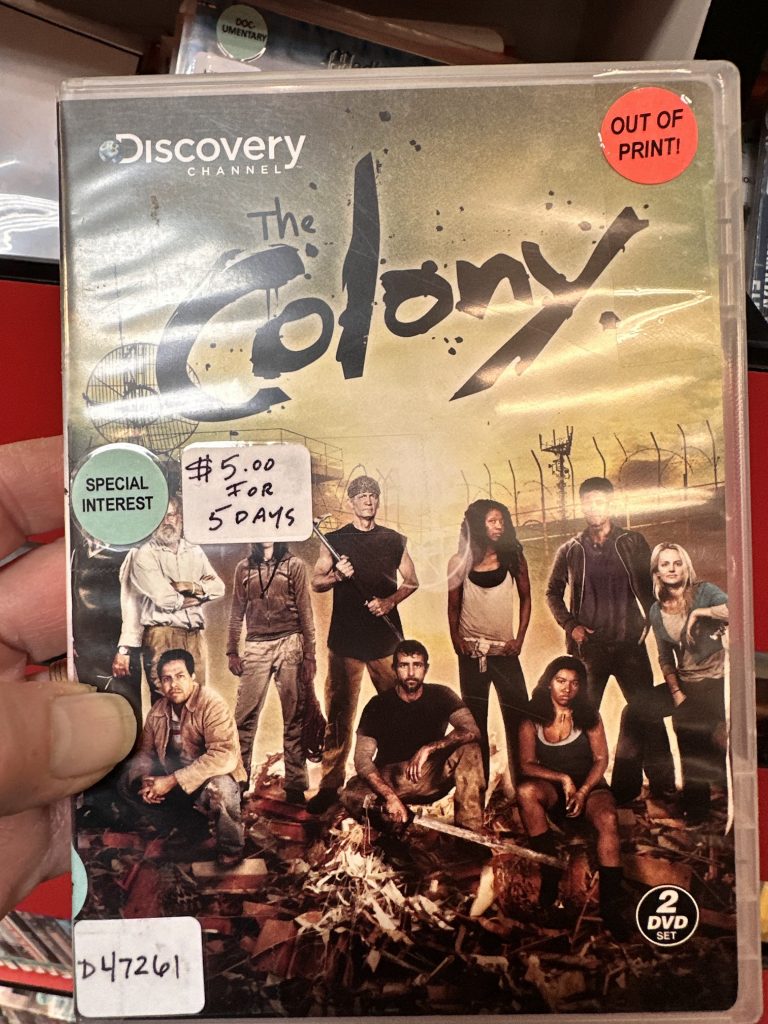 DOC-
UMENTARY
Discovery
CHANNEL
OUT OF
PRINT!
The
Colony
SPECIAL
INTEREST
$5.00
FOR
5 DAYS
2
DVD
SET
D47261